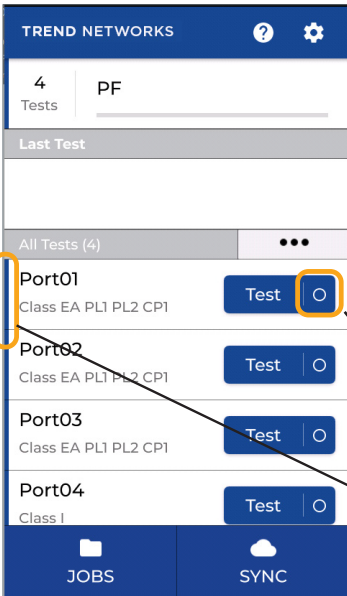 TREND NETWORKS
4
Tests
PF
Last Test
All Tests (4)
Port01
Class EA PL1 PL2 CP1
Test
Port02
Class EA PL1 PL2 CP1
Test
Port03
Class EA PL1 PL2 CP1
Test
Port04
Class I
Test
JOBS
SYNC